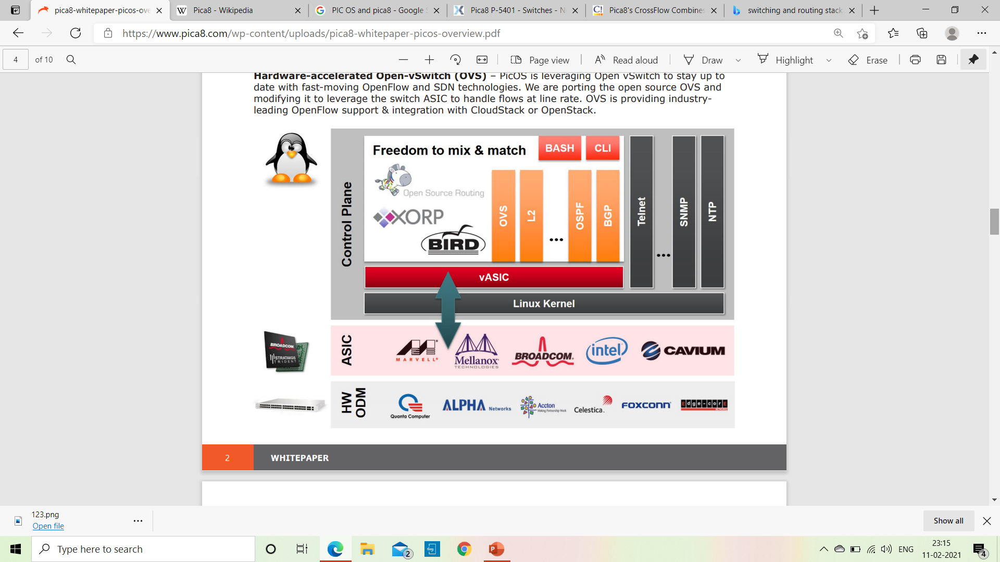 pica8-whitepaper-picos-ove
Pica8 - Wikipedia
PIC OS and pica8 - Google S
Pica8 P-5401 - Switches - Ne
Pica8's CrossFlow Combines
switching and routing stack
https://www.pica8.com/wp-content/uploads/pica8-whitepaper-picos-overview.pdf
4 of 10
Page view
Read aloud
Draw
Highlight
Erase
Hardware-accelerated Open-vSwitch (OVS) – PicOS is leveraging Open vSwitch to stay up to
date with fast-moving OpenFlow and SDN technologies. We are porting the open source OVS and
modifying it to leverage the switch ASIC to handle flows at line rate. OVS is providing industry-
leading OpenFlow support & integration with CloudStack or OpenStack.
Control Plane
Freedom to mix & match
BASH
CLI
Open Source Routing
XORP
BIRD
OVS
L2
...
OSPF
BGP
Telnet
...
SNMP
NTP
vASIC
Linux Kernel
BROADCOM.
STRATAXGS
TRIDENT
ASIC
MARVELL®
Mellanox
TECHNOLOGIES
BROADCOM.
intel
CAVIUM
HW
ODM
Quanta Computer
ALPHA Networks
Accton
Making Partnership Work
Celestica.
FOXCONN
Edge-corE
NETWORKS
2
WHITEPAPER
123.png
Open file
Show all
Type here to search
2
P
ENG
23:15
11-02-2021
4